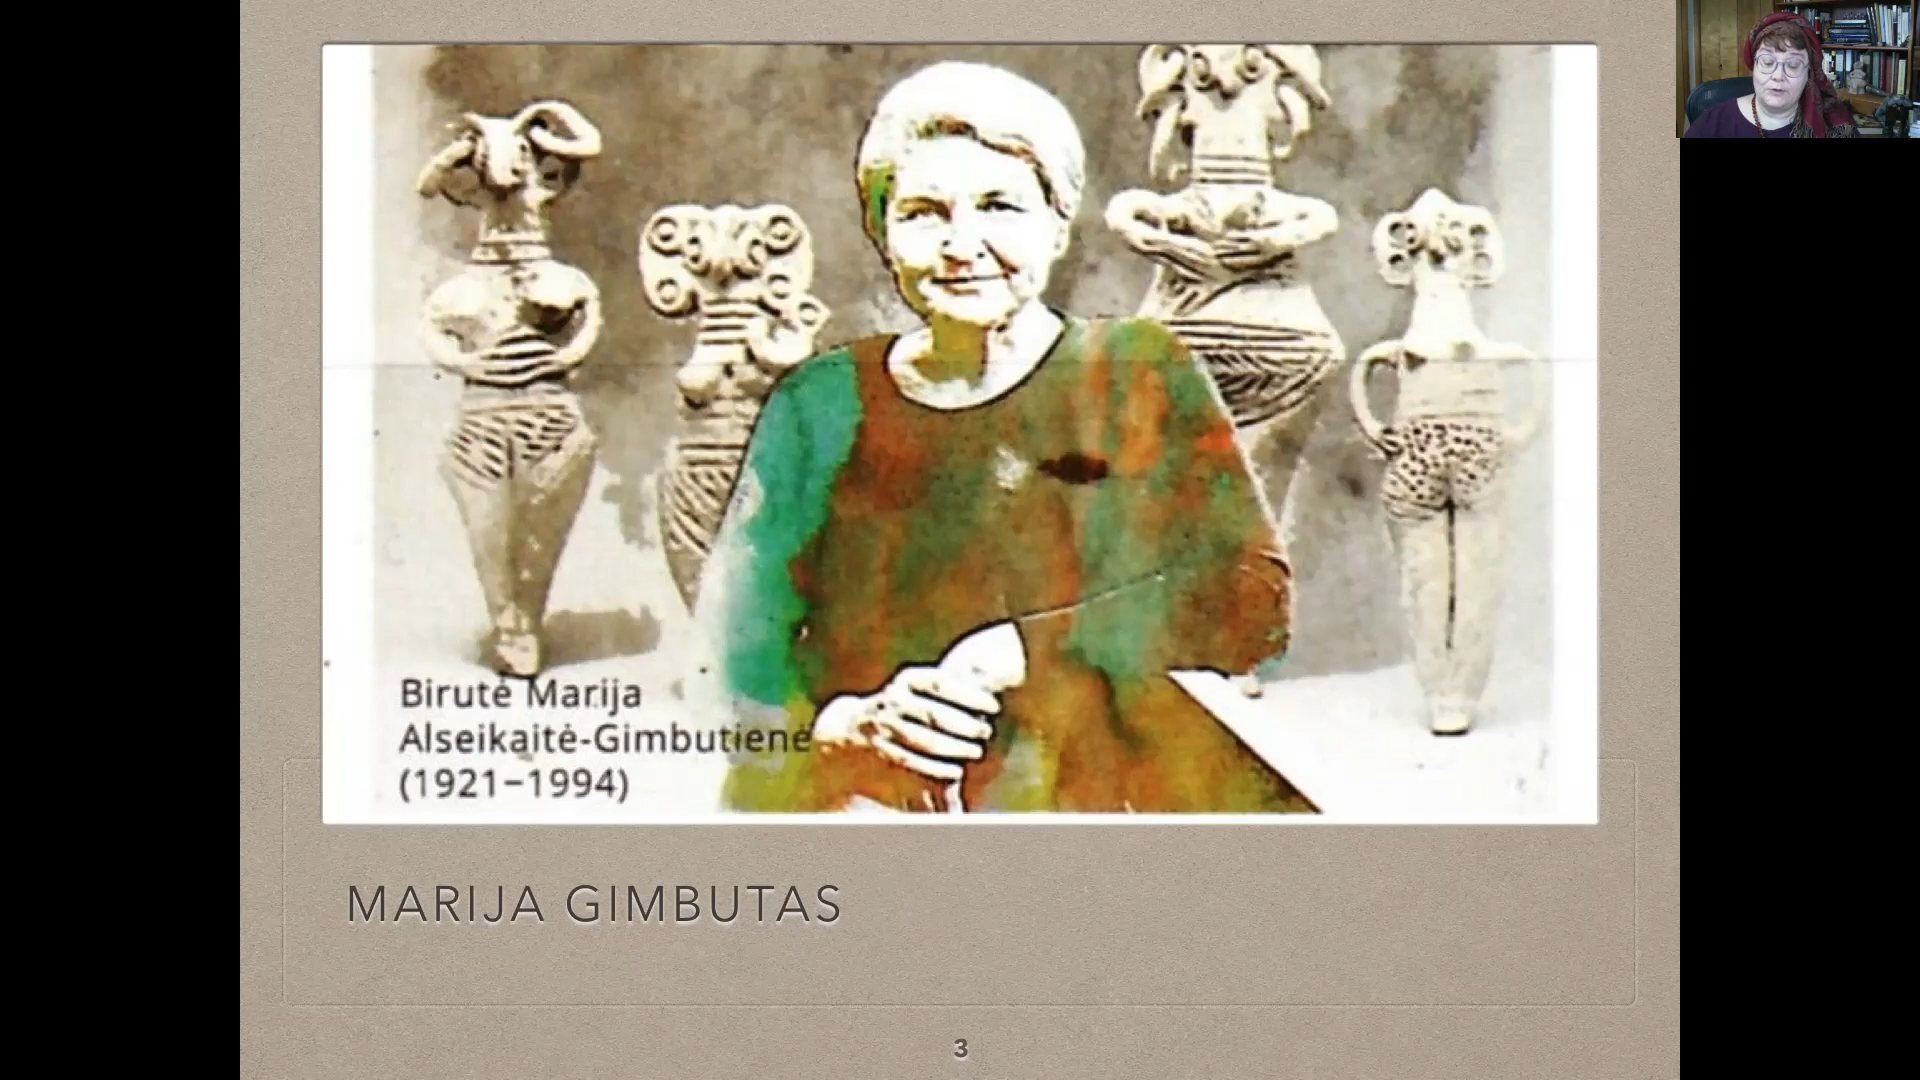 Birutė Marija
Alseikaitė-Gimbutienė
(1921–1994)
MARIJA GIMBUTAS
3